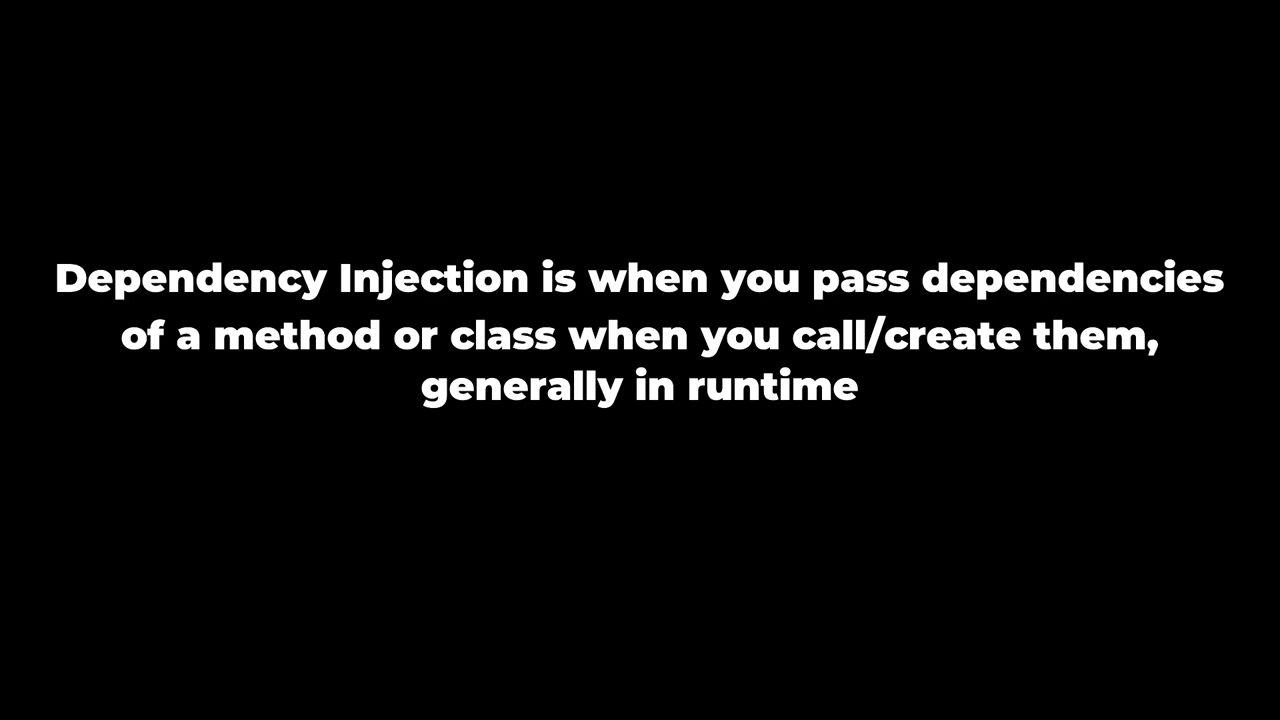 Dependency Injection is when you pass dependencies
of a method or class when you call/create them,
generally in runtime